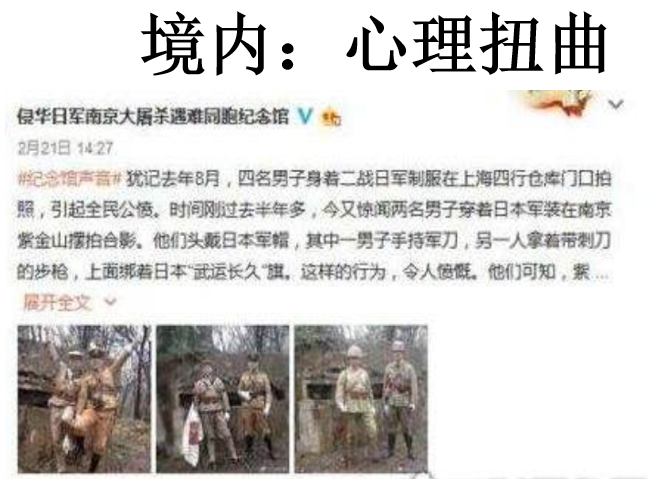 境内：心理扭曲
侵华日军南京大屠杀遇难同胞纪念馆
2月21日 14:27
#纪念馆声音# 犹记去年8月，四名男子身着二战日军制服在上海四行仓库门口拍
照，引起全民公愤。时间刚过去半年多，今又惊闻两名男子穿着日本军装在南京
紫金山摆拍合影。他们头戴日本军帽，其中一男子手持军刀，另一人拿着带刺刀
的步枪，上面绑着日本“武运长久”旗。这样的行为，令人愤慨。他们可知，紫 ...
展开全文